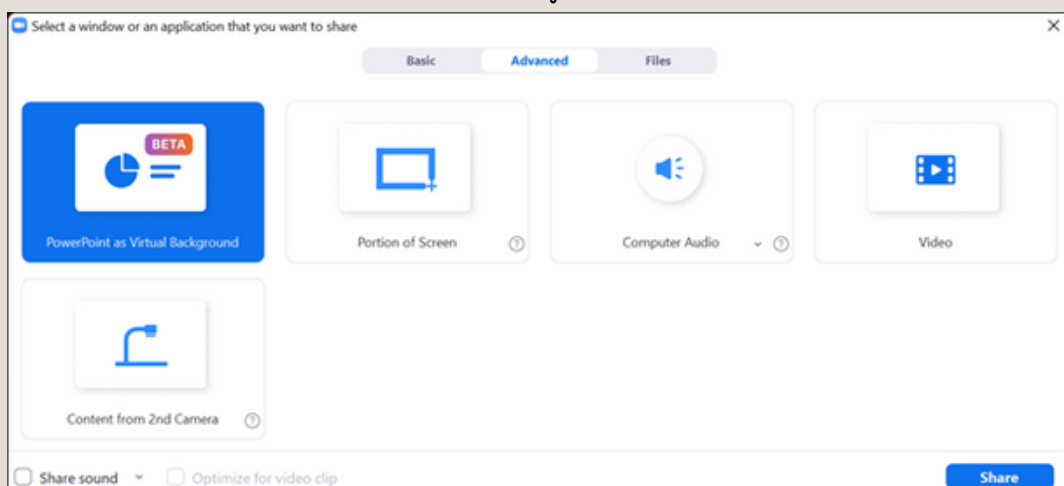 Select a window or an application that you want to share
Basic
Advanced
Files
BETA
PowerPoint as Virtual Background
Portion of Screen
Computer Audio
Video
Content from 2nd Camera
Share sound
Optimize for video clip
Share